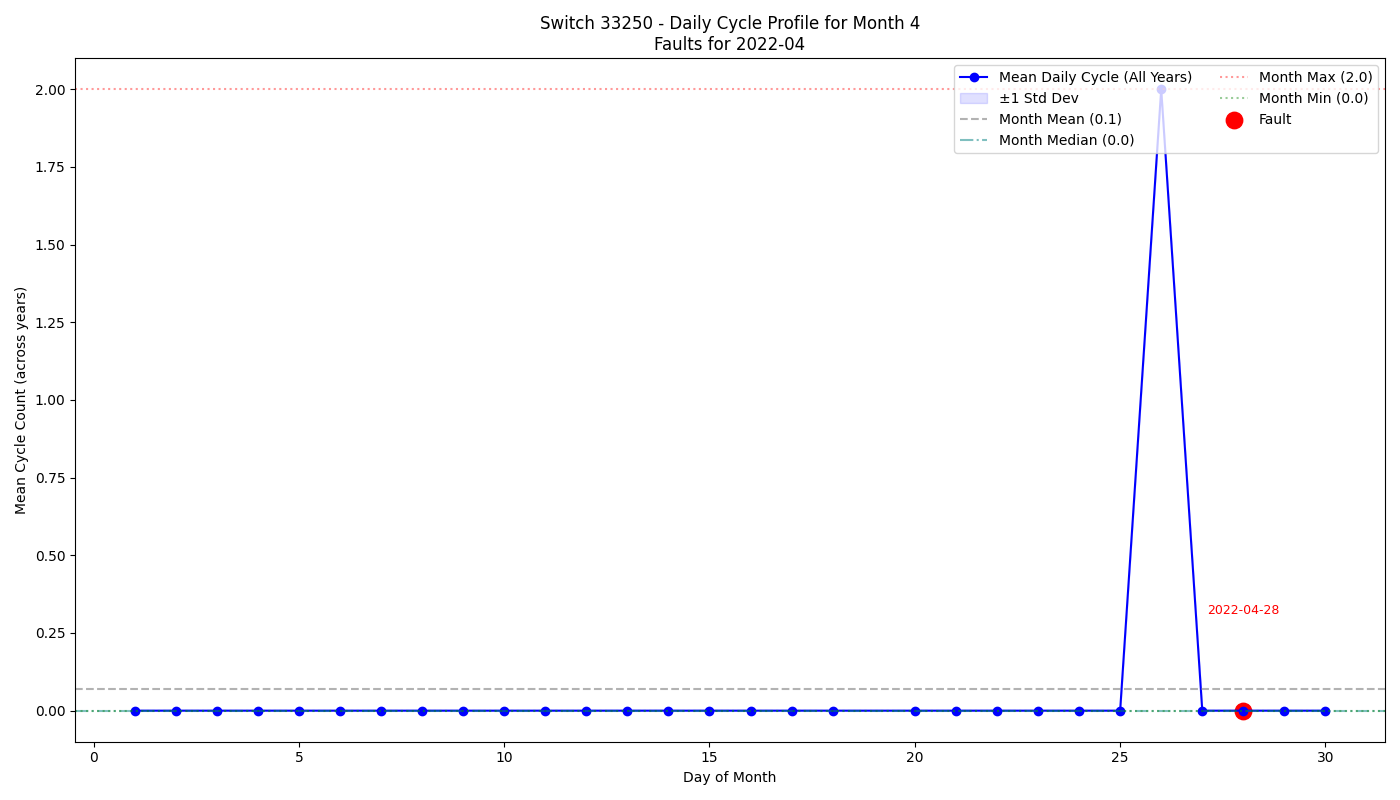 Switch 33250 - Daily Cycle Profile for Month 4
Faults for 2022-04
Mean Daily Cycle (All Years)
±1 Std Dev
Month Mean (0.1)
Month Median (0.0)
Month Max (2.0)
Month Min (0.0)
Fault
Mean Cycle Count (across years)
2.00
1.75
1.50
1.25
1.00
0.75
0.50
0.25
0.00
2022-04-28
0
5
10
15
20
25
30
Day of Month